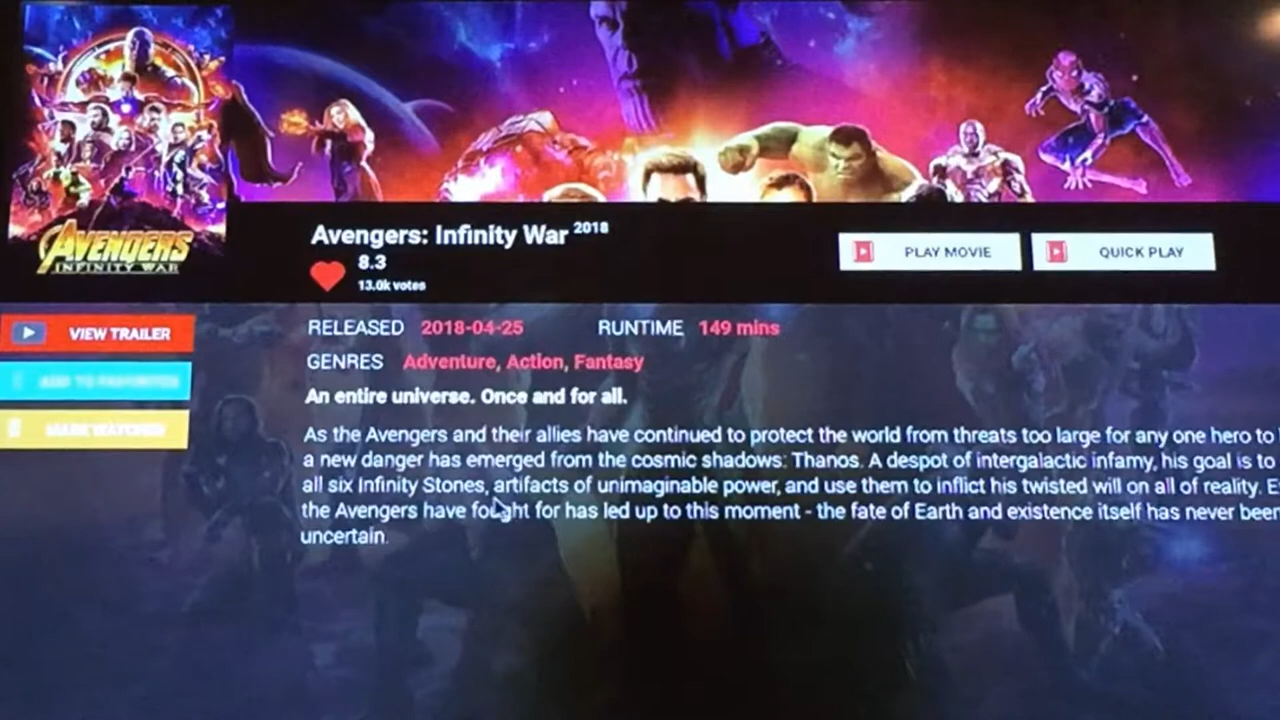 AVENGERS
INFINITY WAR
Avengers: Infinity War 2018
8.3
13.0k votes
PLAY MOVIE
QUICK PLAY
VIEW TRAILER
ADD TO FAVORITES
MARK WATCHED
RELEASED 2018-04-25 RUNTIME 149 mins
GENRES Adventure, Action, Fantasy
An entire universe. Once and for all.
As the Avengers and their allies have continued to protect the world from threats too large for any one hero to
a new danger has emerged from the cosmic shadows: Thanos. A despot of intergalactic infamy, his goal is to
all six Infinity Stones, artifacts of unimaginable power, and use them to inflict his twisted will on all of reality.
the Avengers have fought for has led up to this moment - the fate of Earth and existence itself has never been
uncertain.